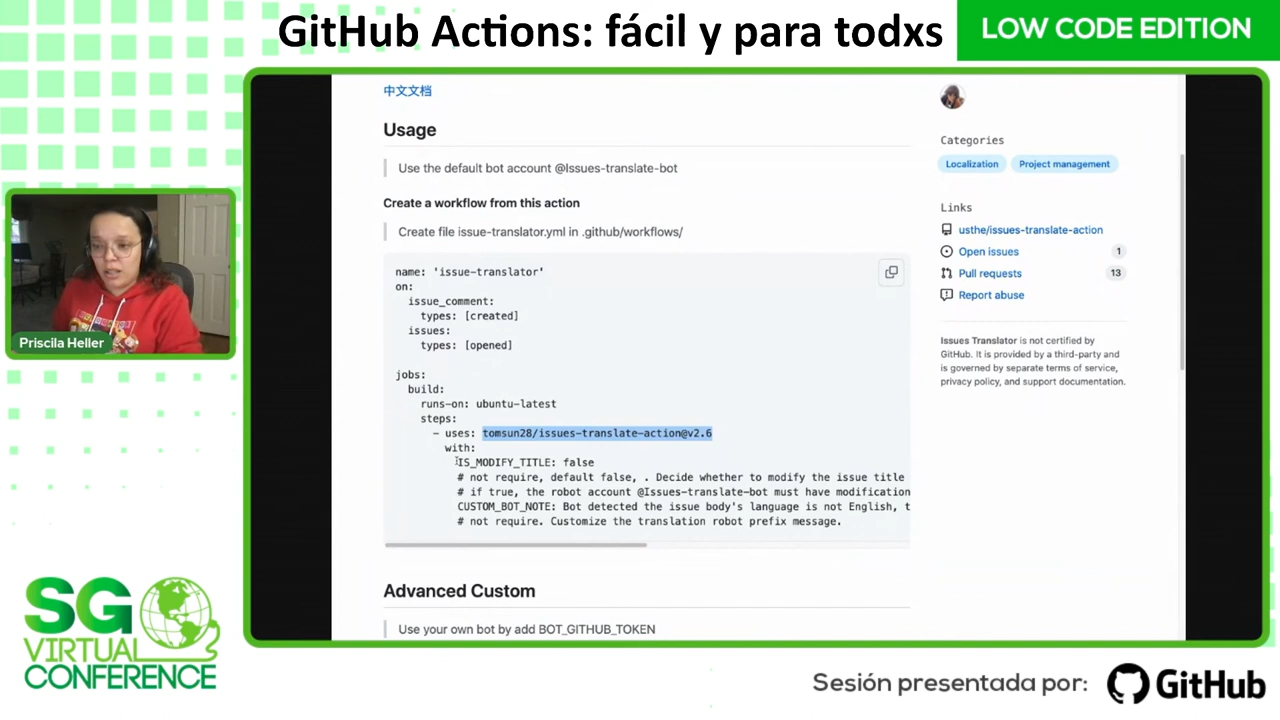 GitHub Actions: fácil y para todxs
LOW CODE EDITION
中文文档
Usage
Use the default bot account @Issues-translate-bot
Create a workflow from this action
Create file issue-translator.yml in .github/workflows/
name: 'issue-translator'
on:
issue_comment:
types: [created]
issues:
types: [opened]
jobs:
build:
runs-on: ubuntu-latest
steps:
- uses: tomsun28/issues-translate-action@v2.6
with:
IS_MODIFY_TITLE: false
# not require, default false, . Decide whether to modify the issue title
# if true, the robot account @Issues-translate-bot must have modification
CUSTOM_BOT_NOTE: Bot detected the issue body's language is not English, t
# not require. Customize the translation robot prefix message.
Advanced Custom
Use your own bot by add BOT_GITHUB_TOKEN
Categories
Localization
Project management
Links
usthe/issues-translate-action
Open issues 1
Pull requests 13
Report abuse
Issues Translator is not certified by
GitHub. It is provided by a third-party and
is governed by separate terms of service,
privacy policy, and support documentation.
Priscila Heller
SG
VIRTUAL
CONFERENCE
Sesión presentada por:
GitHub